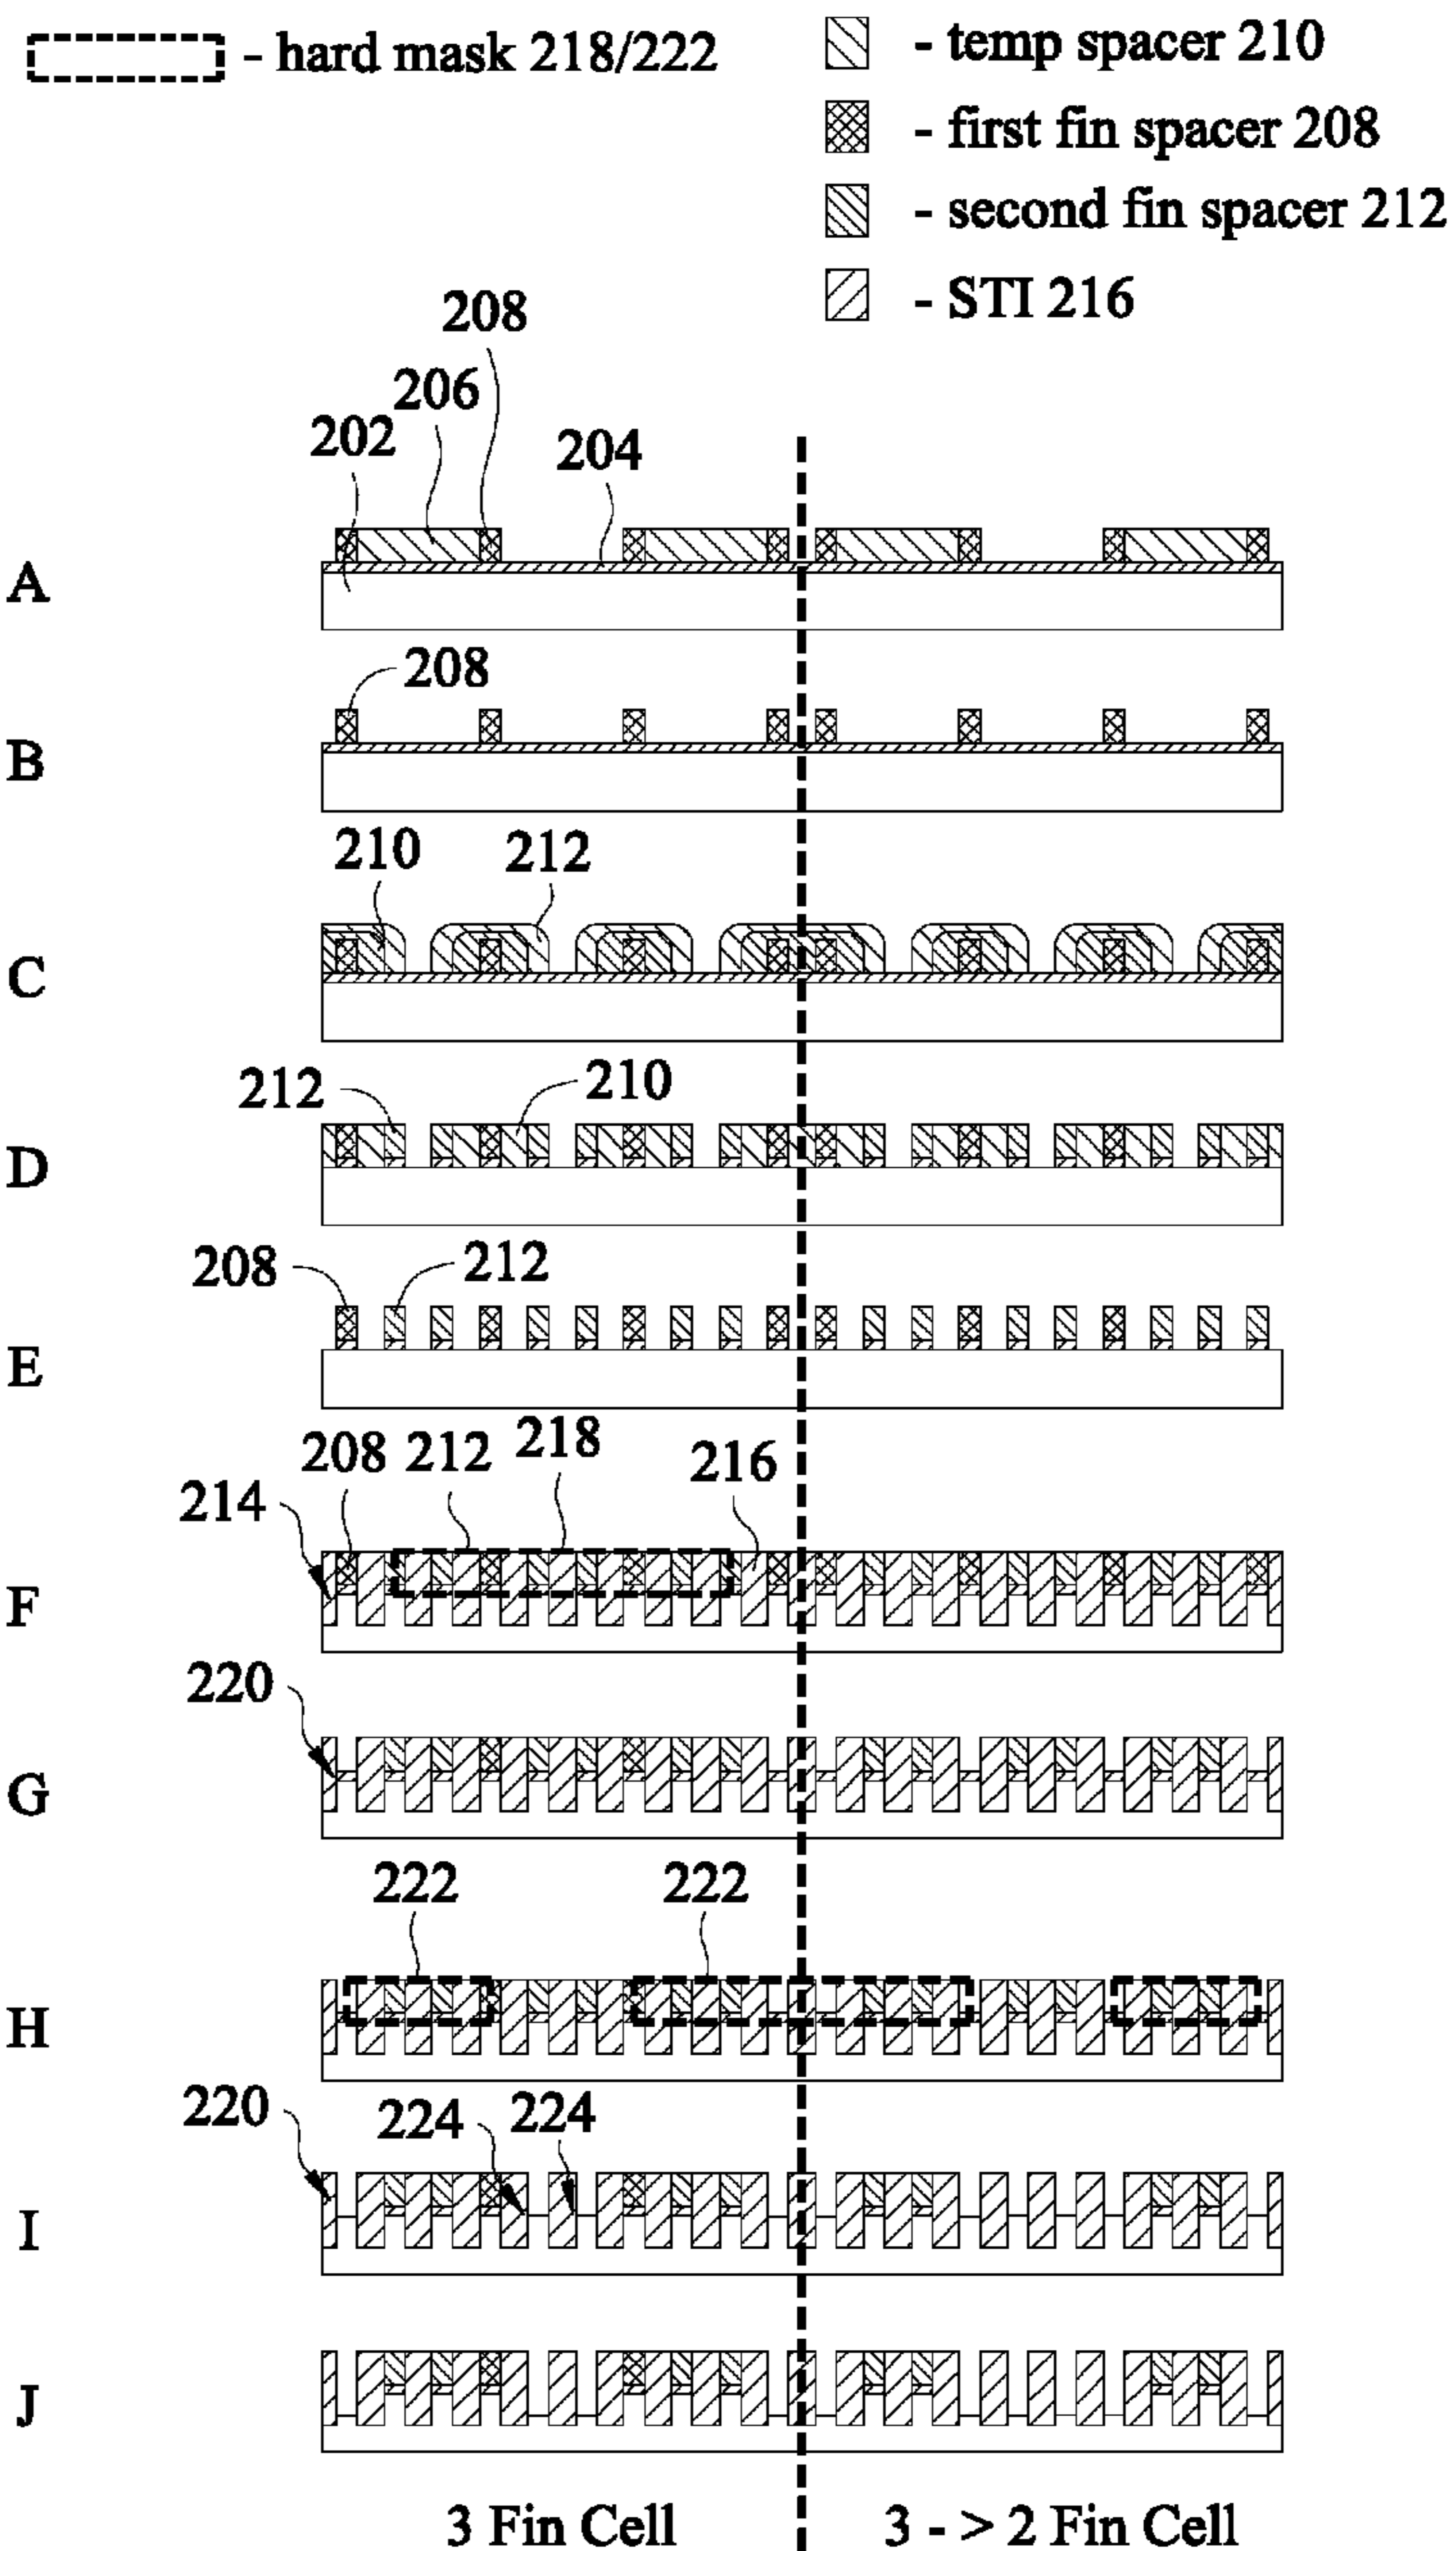 - hard mask 218/222
- temp spacer 210
- first fin spacer 208
- second fin spacer 212
- STI 216
208
206
202
204
A
208
B
210 212
C
212 210
D
208 212
E
208 212 218 216
214
F
220
G
222 222
H
220 224 224
I
J
3 Fin Cell 3 - > 2 Fin Cell